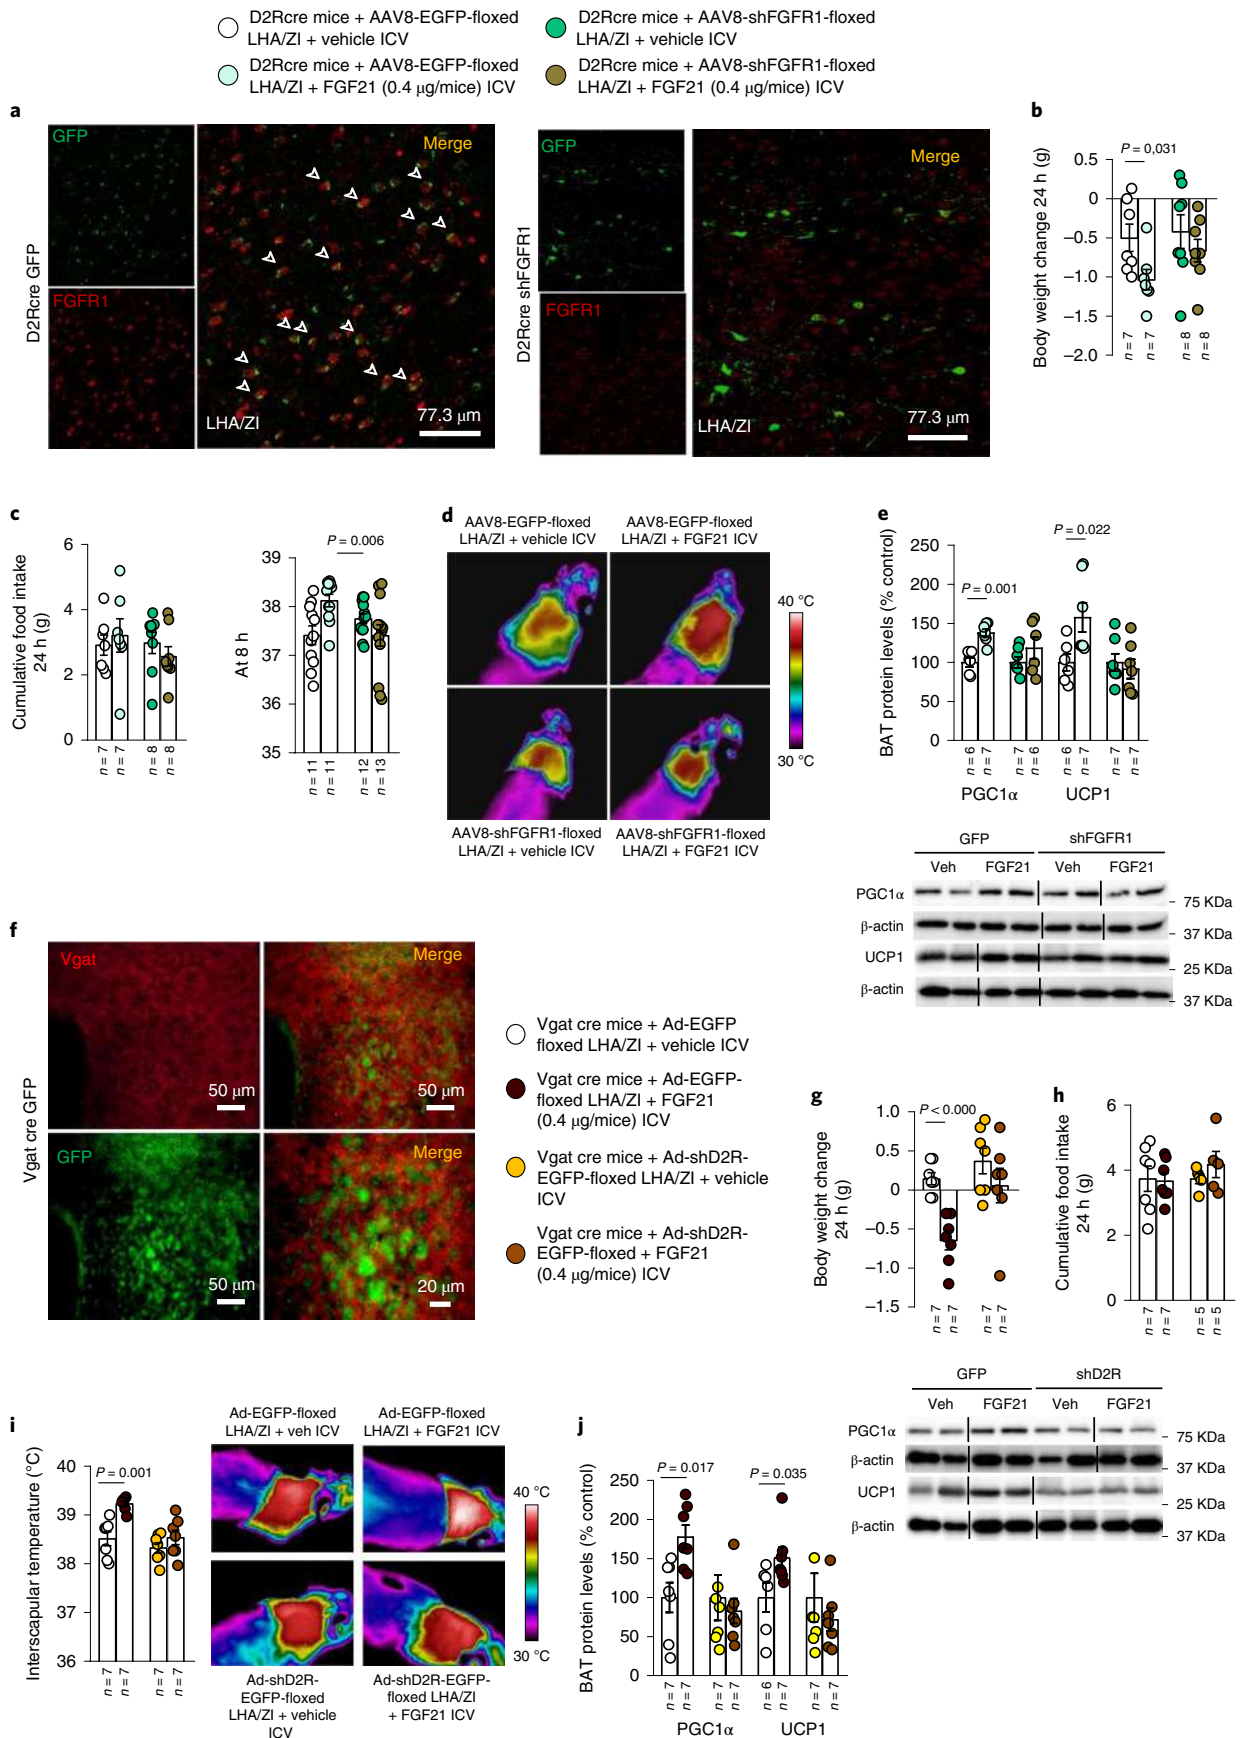 D2Rcre mice + AAV8-EGFP-floxed
LHA/ZI + vehicle ICV
D2Rcre mice + AAV8-shFGFR1-floxed
LHA/ZI + vehicle ICV
D2Rcre mice + AAV8-EGFP-floxed
LHA/ZI + FGF21 (0.4 μg/mice) ICV
D2Rcre mice + AAV8-shFGFR1-floxed
LHA/ZI + FGF21 (0.4 μg/mice) ICV
a
D2Rcre GFP
GFP
FGFR1
Merge
LHA/ZI
77.3 μm
D2Rcre shFGFR1
GFP
FGFR1
Merge
LHA/ZI
77.3 μm
b
Body weight change 24 h (g)
P = 0,031
0.5
0
–0.5
–1.0
–1.5
–2.0
n = 7
n = 7
n = 8
n = 8
c
Cumulative food intake
24 h (g)
6
4
2
0
n = 7
n = 7
n = 8
n = 8
At 8 h
P = 0.006
39
38
37
36
35
n = 11
n = 11
n = 12
n = 13
d
AAV8-EGFP-floxed
LHA/ZI + vehicle ICV
AAV8-EGFP-floxed
LHA/ZI + FGF21 ICV
40 °C
30 °C
AAV8-shFGFR1-floxed
LHA/ZI + vehicle ICV
AAV8-shFGFR1-floxed
LHA/ZI + FGF21 ICV
e
BAT protein levels (% control)
P = 0.022
P = 0.001
250
200
150
100
50
0
n = 6
n = 7
n = 7
n = 6
n = 6
n = 7
n = 7
n = 7
PGC1α
UCP1
GFP
shFGFR1
Veh
FGF21
Veh
FGF21
PGC1α
75 KDa
β-actin
37 KDa
UCP1
25 KDa
β-actin
37 KDa
f
Vgat cre GFP
Vgat
50 μm
Merge
50 μm
GFP
50 μm
Merge
20 μm
Vgat cre mice + Ad-EGFP
floxed LHA/ZI + vehicle ICV
Vgat cre mice + Ad-EGFP-
floxed LHA/ZI + FGF21
(0.4 μg/mice) ICV
Vgat cre mice + Ad-shD2R-
EGFP-floxed LHA/ZI + vehicle
ICV
Vgat cre mice + Ad-shD2R-
EGFP-floxed + FGF21
(0.4 μg/mice) ICV
g
Body weight change
24 h (g)
P < 0.000
1.0
0.5
0
–0.5
–1.0
–1.5
n = 7
n = 7
n = 7
n = 7
h
Cumulative food intake
24 h (g)
6
4
2
0
n = 7
n = 7
n = 5
n = 5
i
Interscapular temperature (°C)
P = 0.001
40
39
38
37
36
n = 7
n = 7
n = 7
n = 7
Ad-EGFP-floxed
LHA/ZI + veh ICV
Ad-EGFP-floxed
LHA/ZI + FGF21 ICV
40 °C
30 °C
Ad-shD2R-
EGFP-floxed
LHA/ZI + vehicle
ICV
Ad-shD2R-EGFP-
floxed LHA/ZI
+ FGF21 ICV
j
BAT protein levels (% control)
P = 0.017
P = 0.035
250
200
150
100
50
0
n = 7
n = 7
n = 7
n = 7
n = 6
n = 7
n = 7
n = 7
PGC1α
UCP1
GFP
shD2R
Veh
FGF21
Veh
FGF21
PGC1α
75 KDa
β-actin
37 KDa
UCP1
25 KDa
β-actin
37 KDa